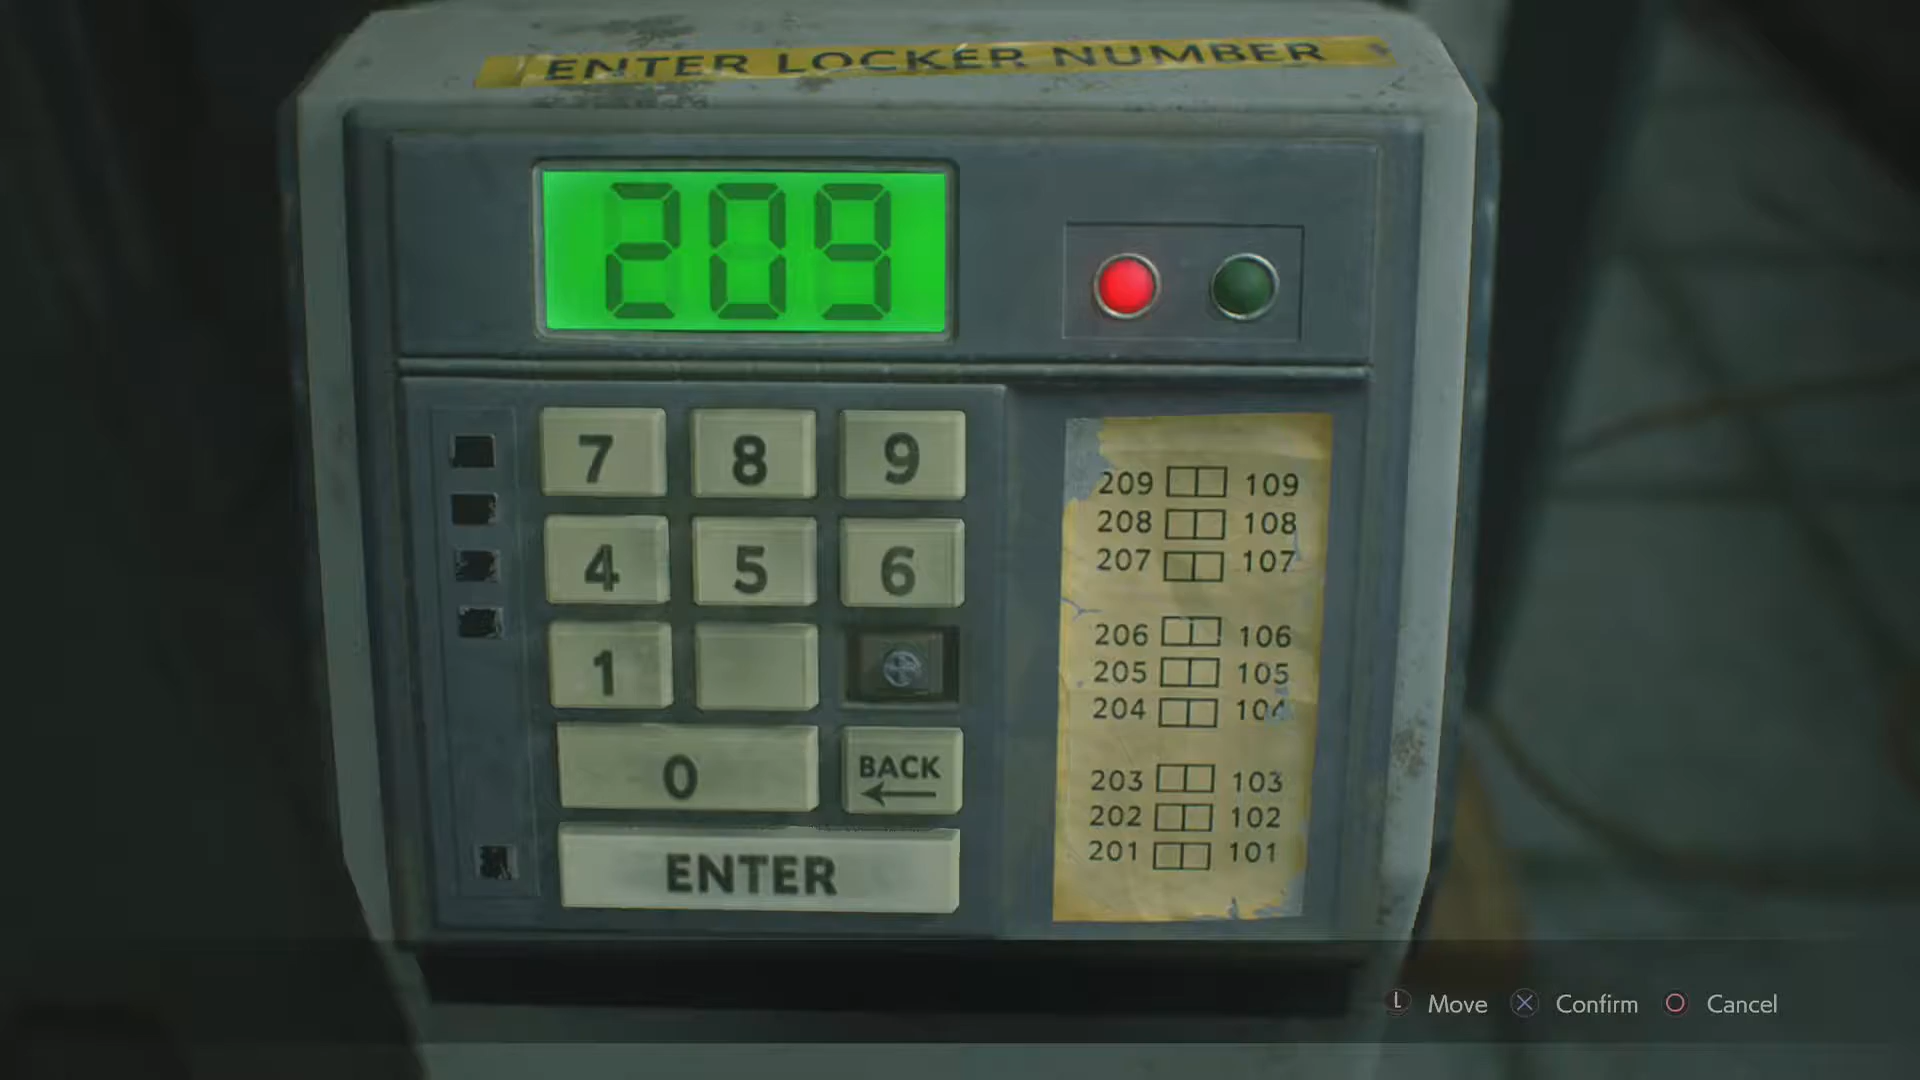 ENTER LOCKER NUMBER
209
7 8 9
4 5 6
1
0 BACK
ENTER
209 109
208 108
207 107
206 106
205 105
204 104
203 103
202 102
201 101
L Move Confirm Cancel